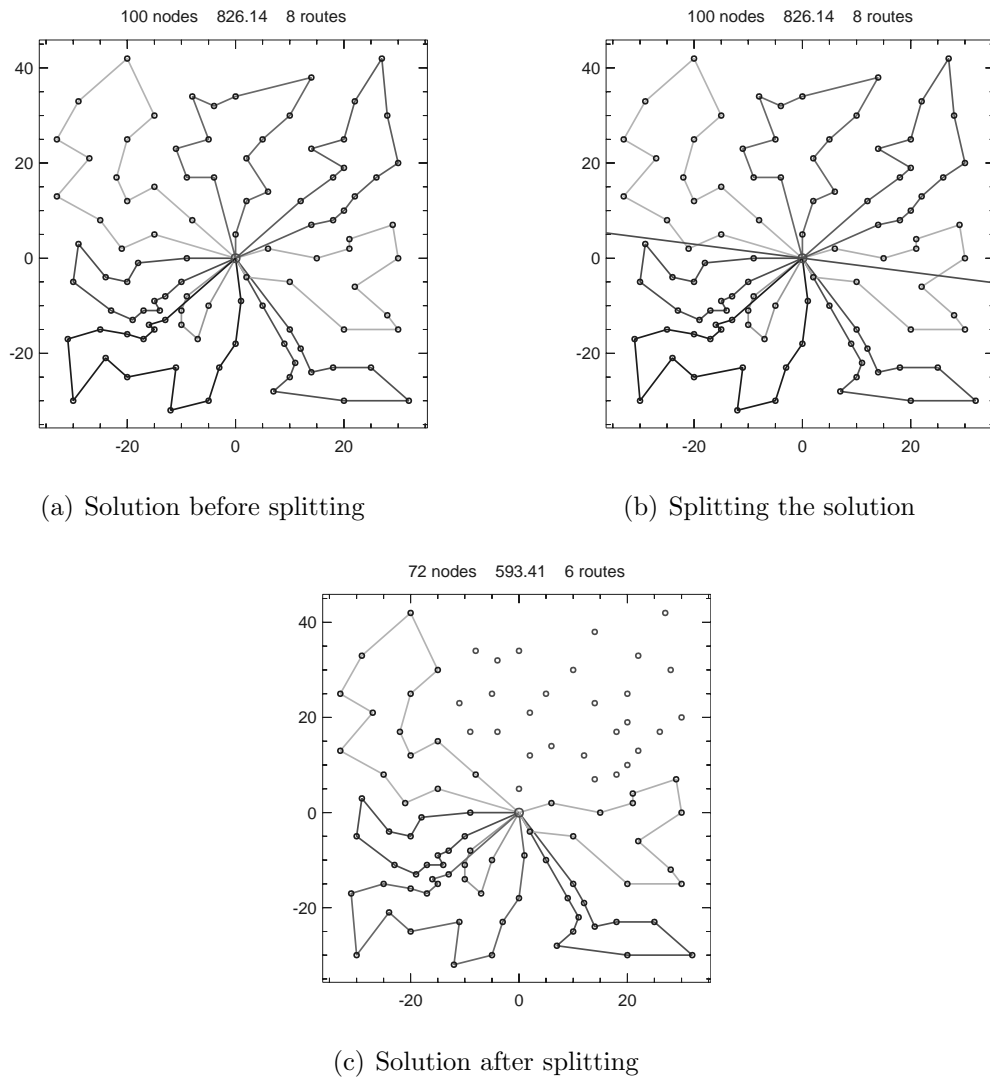 100 nodes 826.14 8 routes
100 nodes 826.14 8 routes
40
20
0
-20
-20 0 20
40
20
0
-20
-20 0 20
(a) Solution before splitting
(b) Splitting the solution
72 nodes 593.41 6 routes
40
20
0
-20
-20 0 20
(c) Solution after splitting